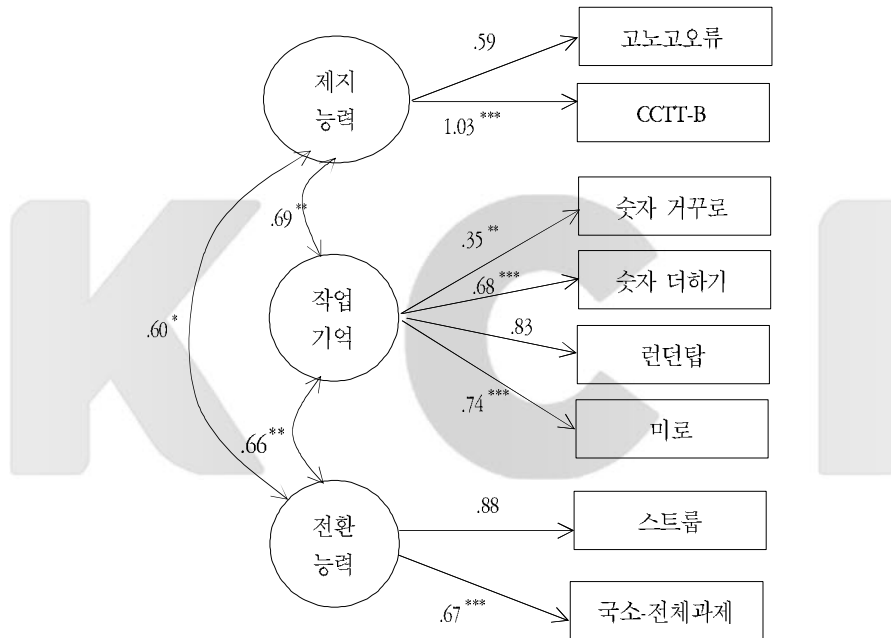 .59
고노고오류
제지
능력
1.03 ***
CCTT-B
.69 **
.35 **
숫자 거꾸로
.68 ***
숫자 더하기
작업
기억
.60 *
.83
런던탑
.74 ***
미로
.66 **
.88
스트룹
전환
능력
.67 ***
국소-전체과제
K C I